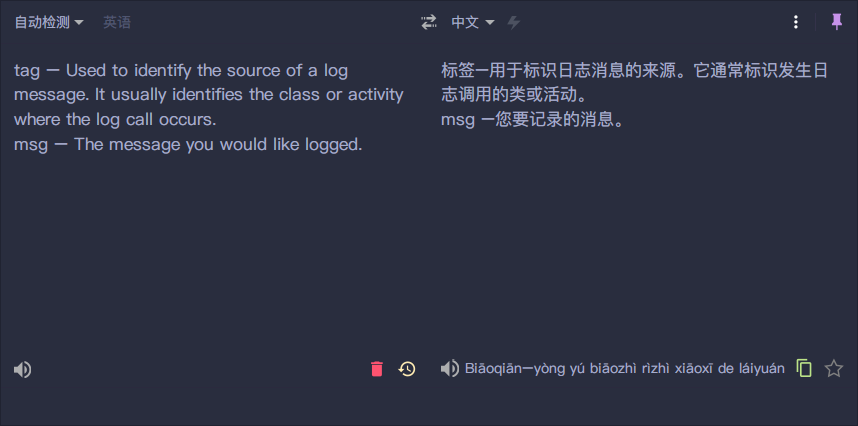 自动检测 英语 中文
tag – Used to identify the source of a log
message. It usually identifies the class or activity
where the log call occurs.
msg – The message you would like logged.
标签–用于标识日志消息的来源。它通常标识发生日
志调用的类或活动。
msg –您要记录的消息。
Biāoqiān–yòng yú biāozhì rìzhì xiāoxī de láiyuán